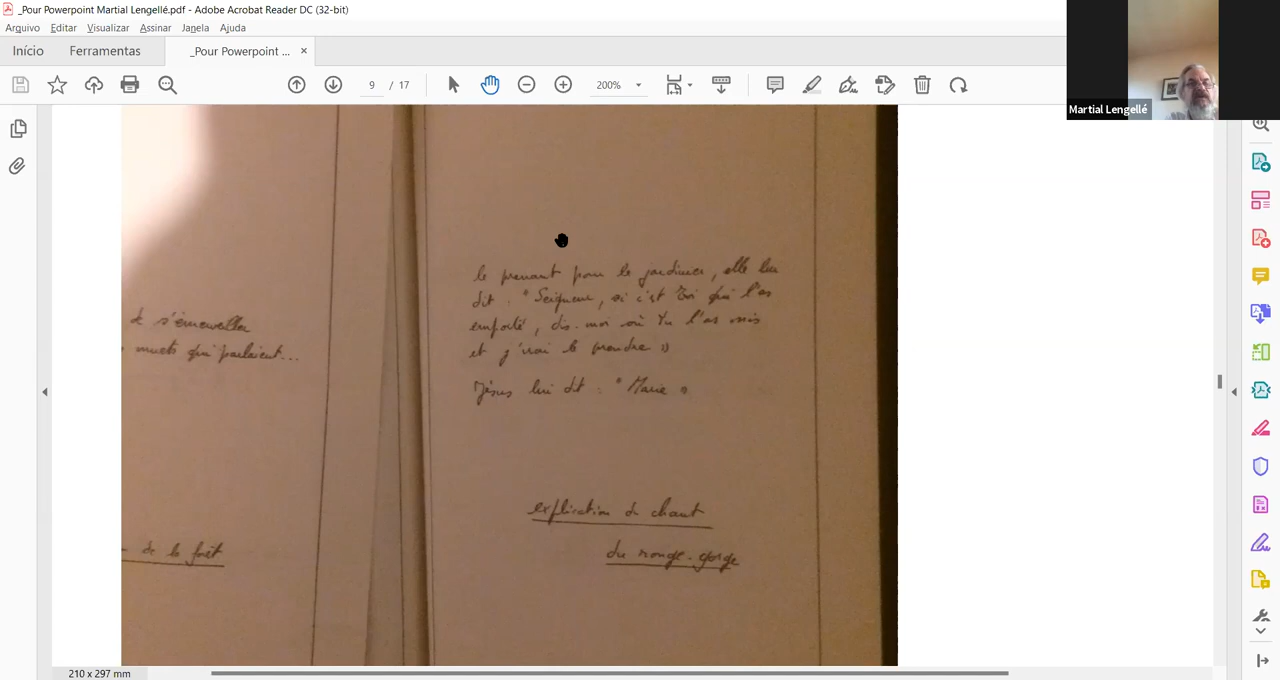 _Pour Powerpoint Martial Lengellé.pdf - Adobe Acrobat Reader DC (32-bit)
Arquivo Editar Visualizar Assinar Janela Ajuda
Início Ferramentas _Pour Powerpoint ... ×
9 / 17 200%
Martial Lengellé
& s'émerveiller
muets qui parlaient...
de la forêt
le prenant pour le jardinier, elle lui
dit : "Seigneur, si c'est Toi qui l'as
emporté, dis-moi où Tu l'as mis
et j'irai le prendre »
Jésus lui dit : "Marie »
explication du chant
du rouge-gorge
210 x 297 mm